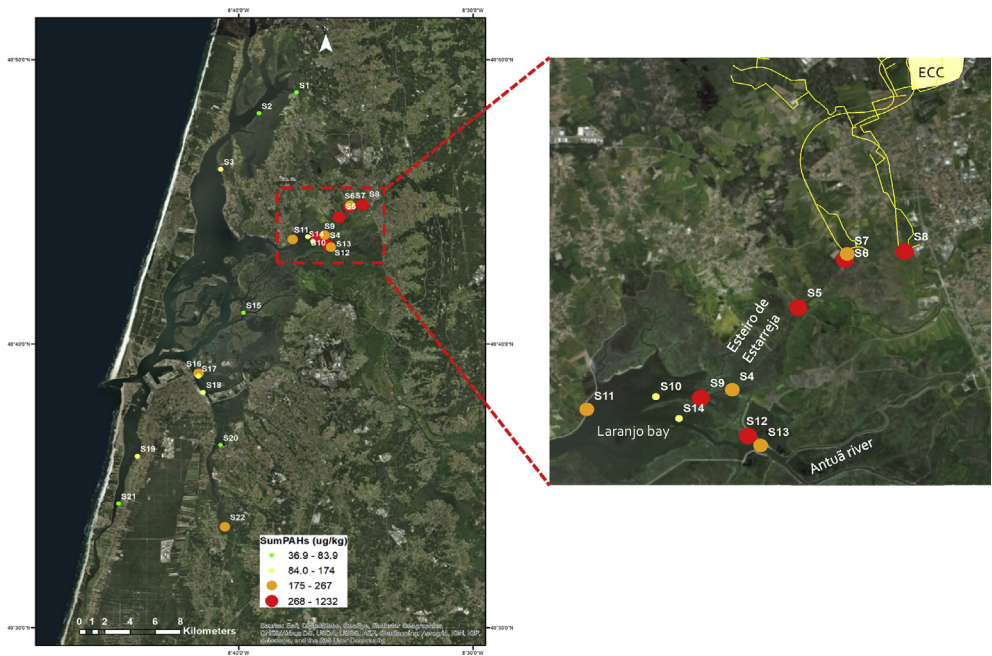 8°40'0"W
8°30'0"W
40°50'0"N
40°50'0"N
N
S1
S2
S3
S6
S7
S8
S5
S11
S14
S9
S4
S10
S13
S12
S15
40°40'0"N
40°40'0"N
S16
S17
S18
S19
S20
S21
S22
SumPAHs (ug/kg)
36.9 - 83.9
84.0 - 174
175 - 267
268 - 1232
0 1 2 4 6 8
Kilometers
40°30'0"N
40°30'0"N
8°40'0"W
8°30'0"W
ECC
S7
S6
S8
S5
Esteiro de
Estarreja
S10
S9
S4
S11
S14
Laranjo bay
S12
S13
Antuã river